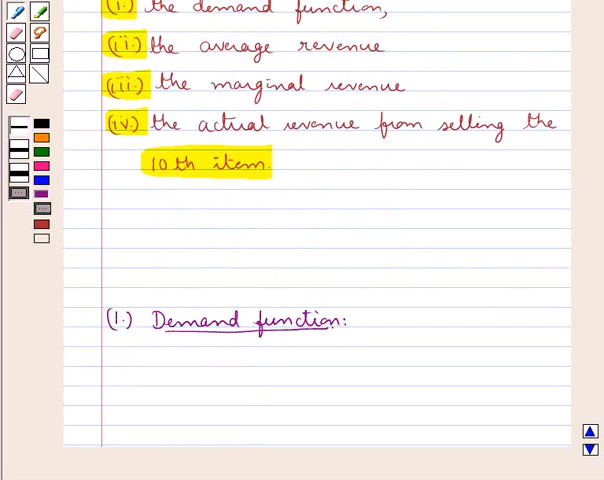 (i.) the demand function,
(ii.) the average revenue
(iii.) the marginal revenue
(iv.) the actual revenue from selling the
10 th item.
(1.) Demand function: